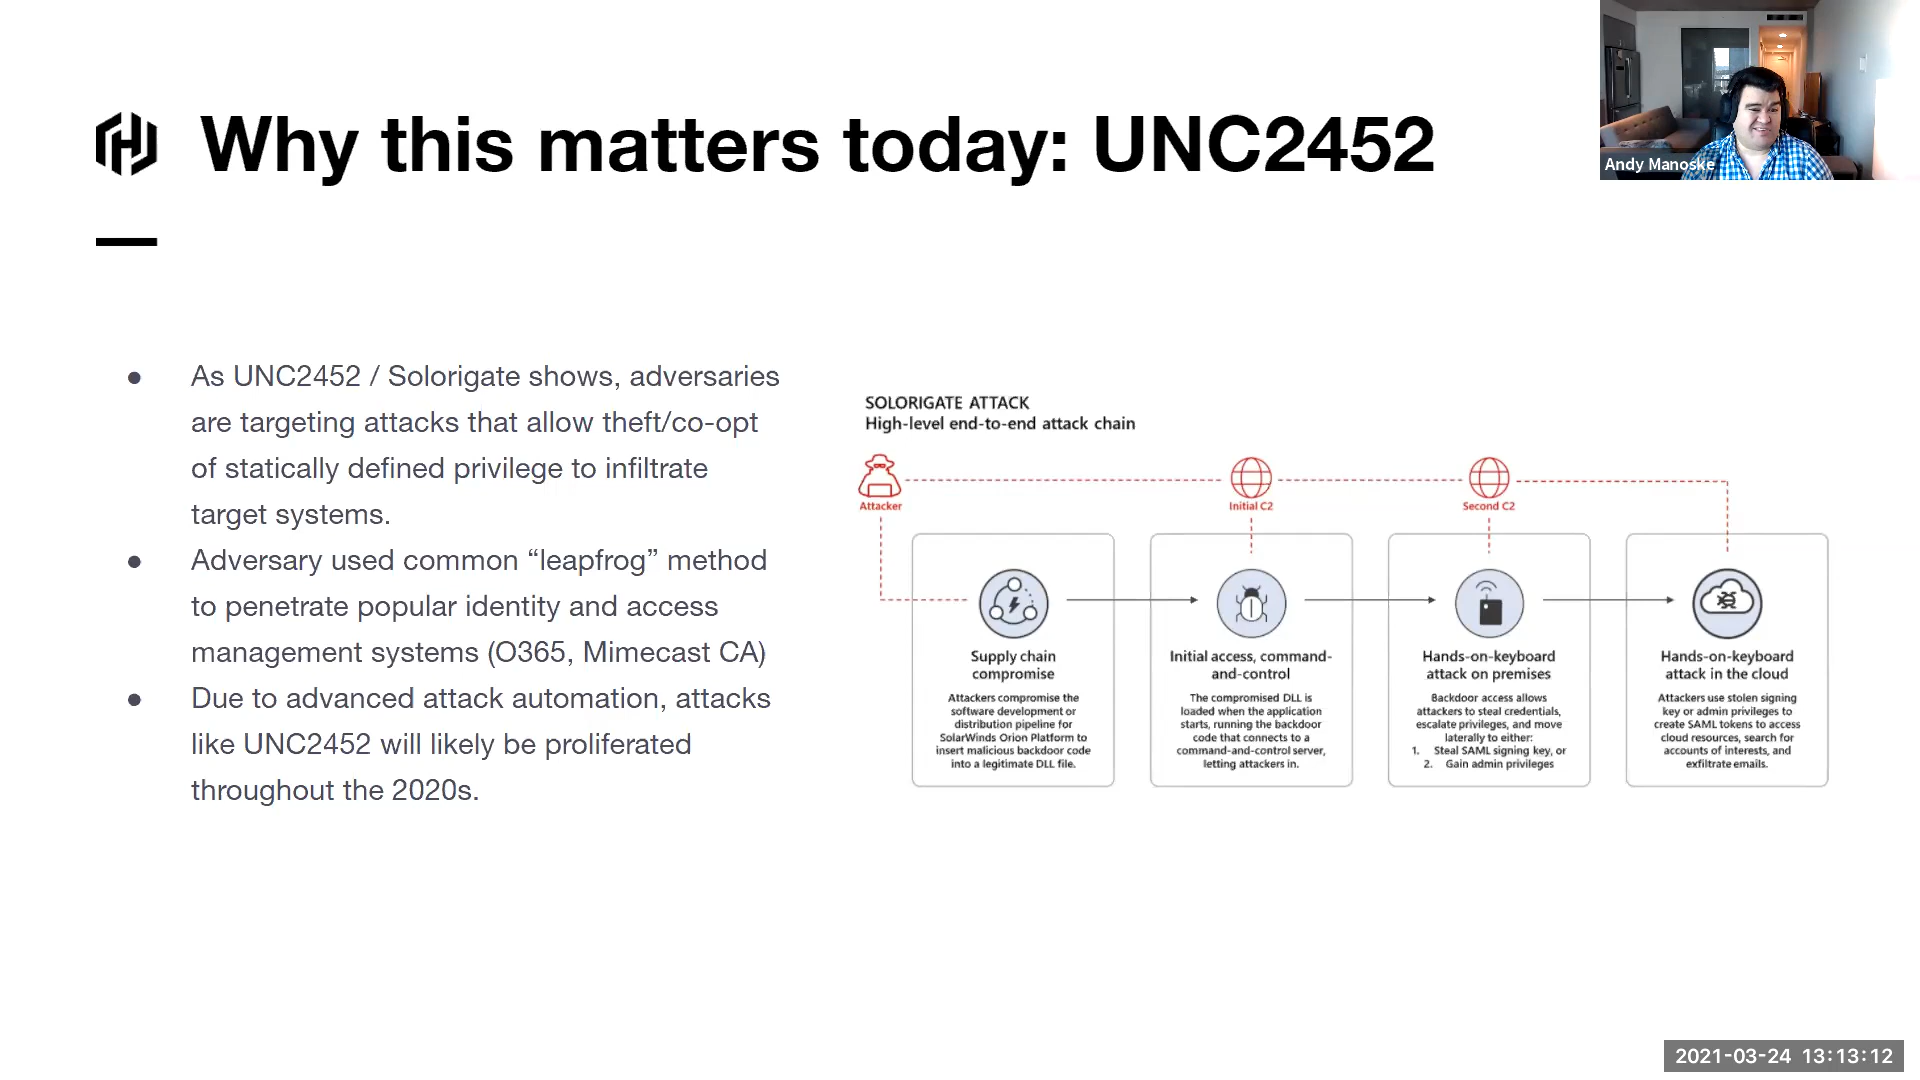 Why this matters today: UNC2452
Andy Manoske
As UNC2452 / Solorigate shows, adversaries
are targeting attacks that allow theft/co-opt
of statically defined privilege to infiltrate
target systems.
Adversary used common “leapfrog” method
to penetrate popular identity and access
management systems (O365, Mimecast CA)
Due to advanced attack automation, attacks
like UNC2452 will likely be proliferated
throughout the 2020s.
SOLORIGATE ATTACK
High-level end-to-end attack chain
Attacker
Initial C2
Second C2
Supply chain
compromise
Attackers compromise the
software development or
distribution pipeline for
SolarWinds Orion Platform to
insert malicious backdoor code
into a legitimate DLL file.
Initial access, command-
and-control
The compromised DLL is
loaded when the application
starts, running the backdoor
code that connects to a
command-and-control server,
letting attackers in.
Hands-on-keyboard
attack on premises
Backdoor access allows
attackers to steal credentials,
escalate privileges, and move
laterally to either:
1. Steal SAML signing key, or
2. Gain admin privileges
Hands-on-keyboard
attack in the cloud
Attackers use stolen signing
key or admin privileges to
create SAML tokens to access
cloud resources, search for
accounts of interests, and
exfiltrate emails.
2021-03-24 13:13:12